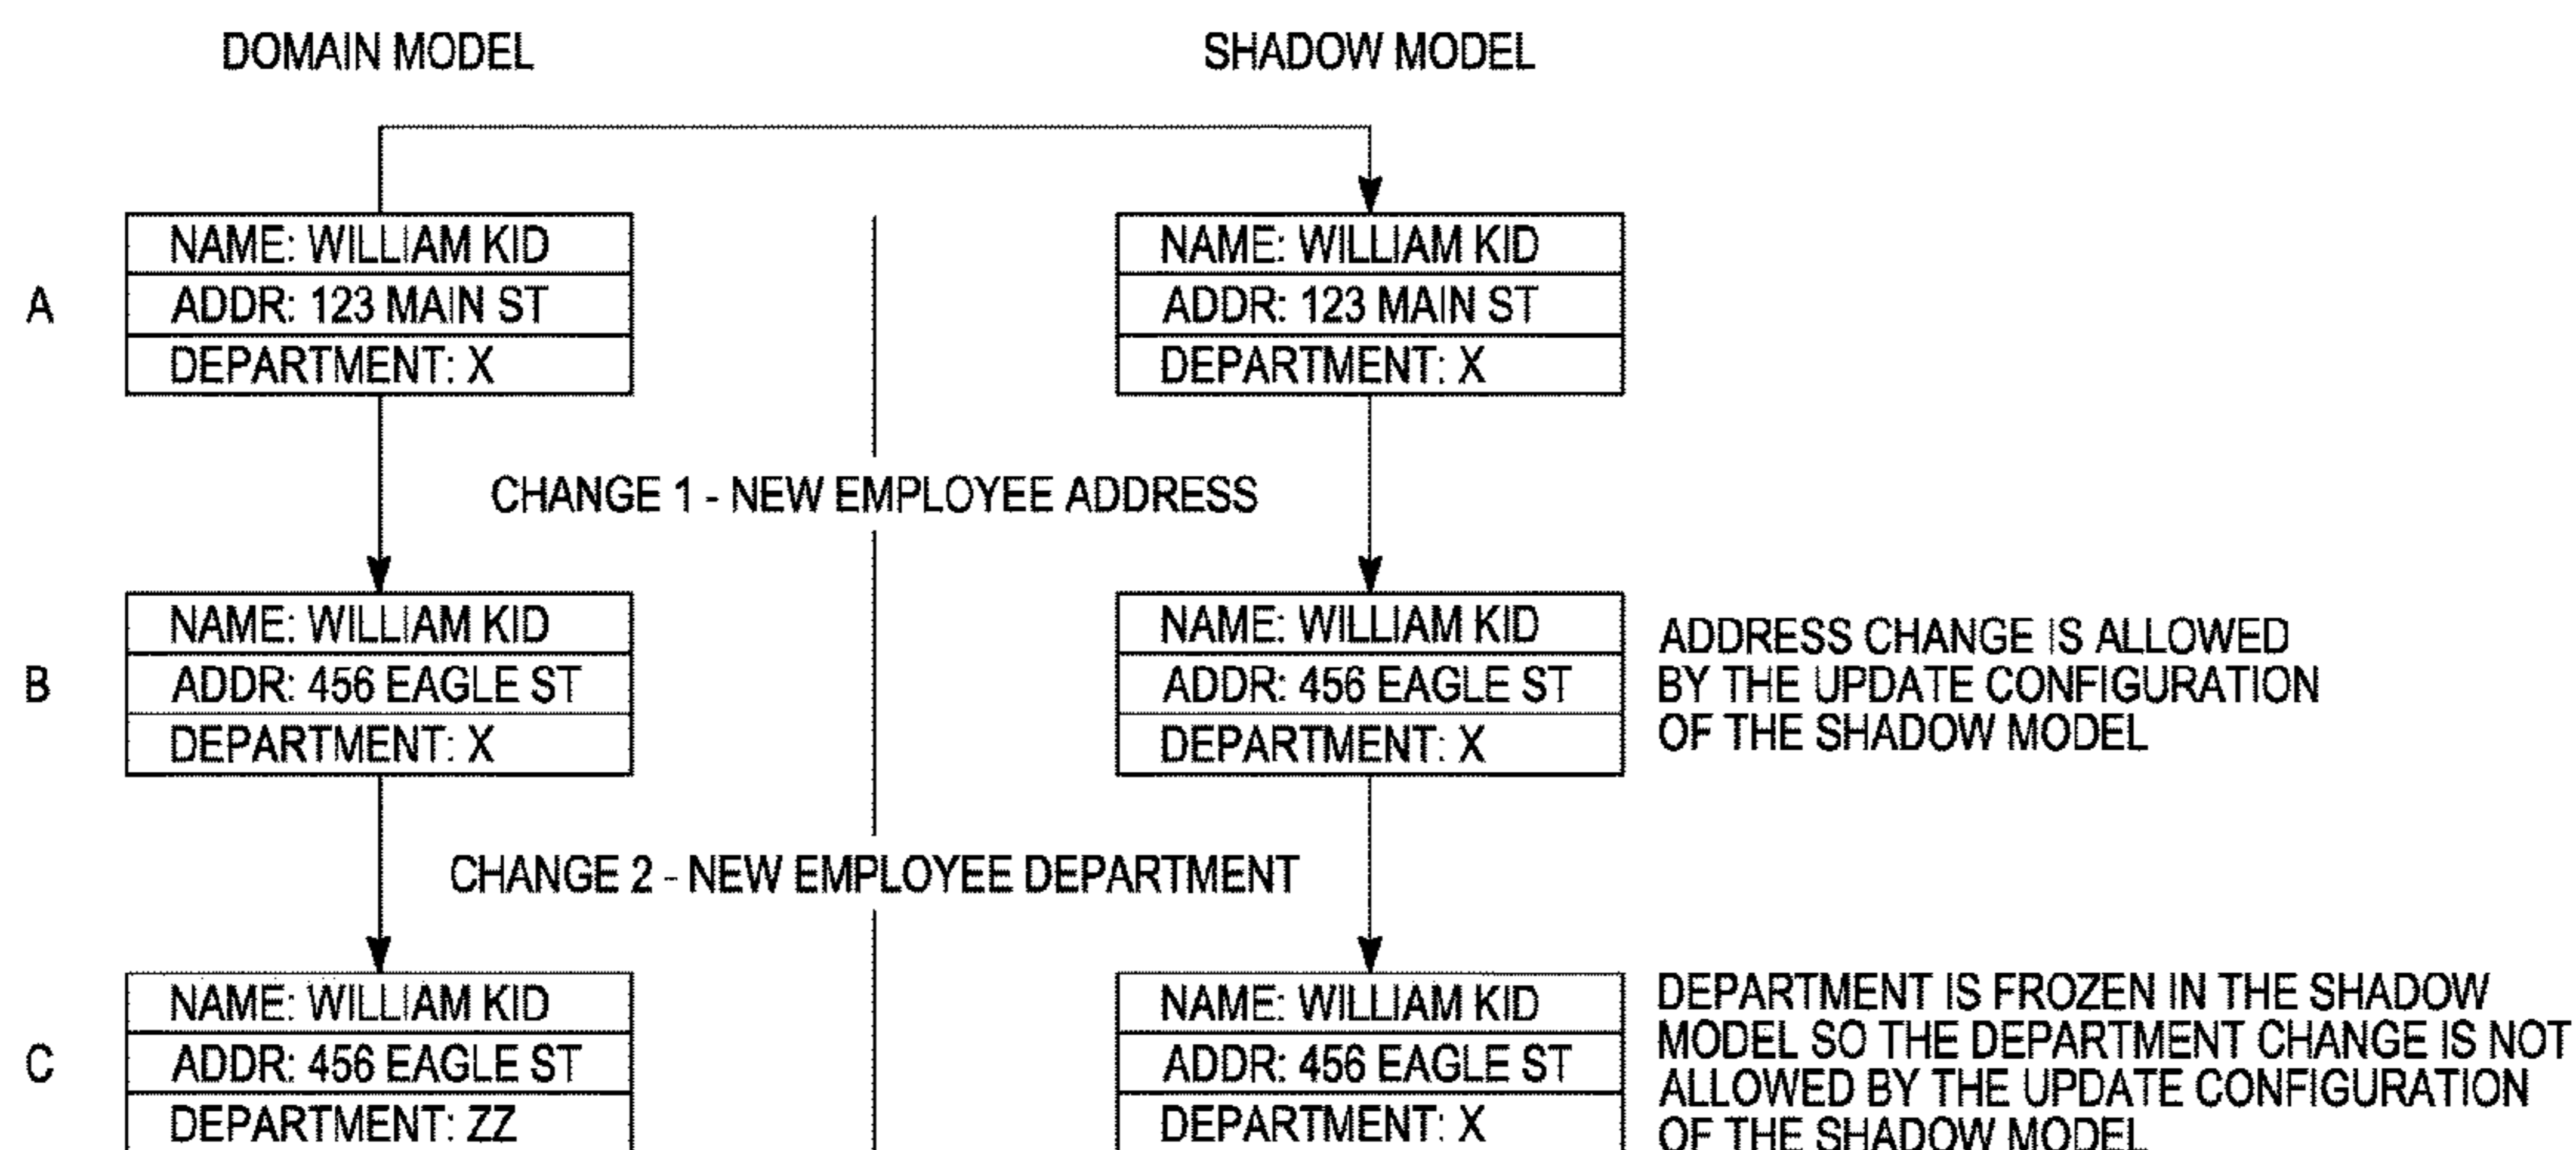 DOMAIN MODEL
SHADOW MODEL
A
NAME: WILLIAM KID
ADDR: 123 MAIN ST
DEPARTMENT: X
NAME: WILLIAM KID
ADDR: 123 MAIN ST
DEPARTMENT: X
CHANGE 1 - NEW EMPLOYEE ADDRESS
B
NAME: WILLIAM KID
ADDR: 456 EAGLE ST
DEPARTMENT: X
NAME: WILLIAM KID
ADDR: 456 EAGLE ST
DEPARTMENT: X
ADDRESS CHANGE IS ALLOWED
BY THE UPDATE CONFIGURATION
OF THE SHADOW MODEL
CHANGE 2 - NEW EMPLOYEE DEPARTMENT
C
NAME: WILLIAM KID
ADDR: 456 EAGLE ST
DEPARTMENT: ZZ
NAME: WILLIAM KID
ADDR: 456 EAGLE ST
DEPARTMENT: X
DEPARTMENT IS FROZEN IN THE SHADOW
MODEL SO THE DEPARTMENT CHANGE IS NOT
ALLOWED BY THE UPDATE CONFIGURATION
OF THE SHADOW MODEL